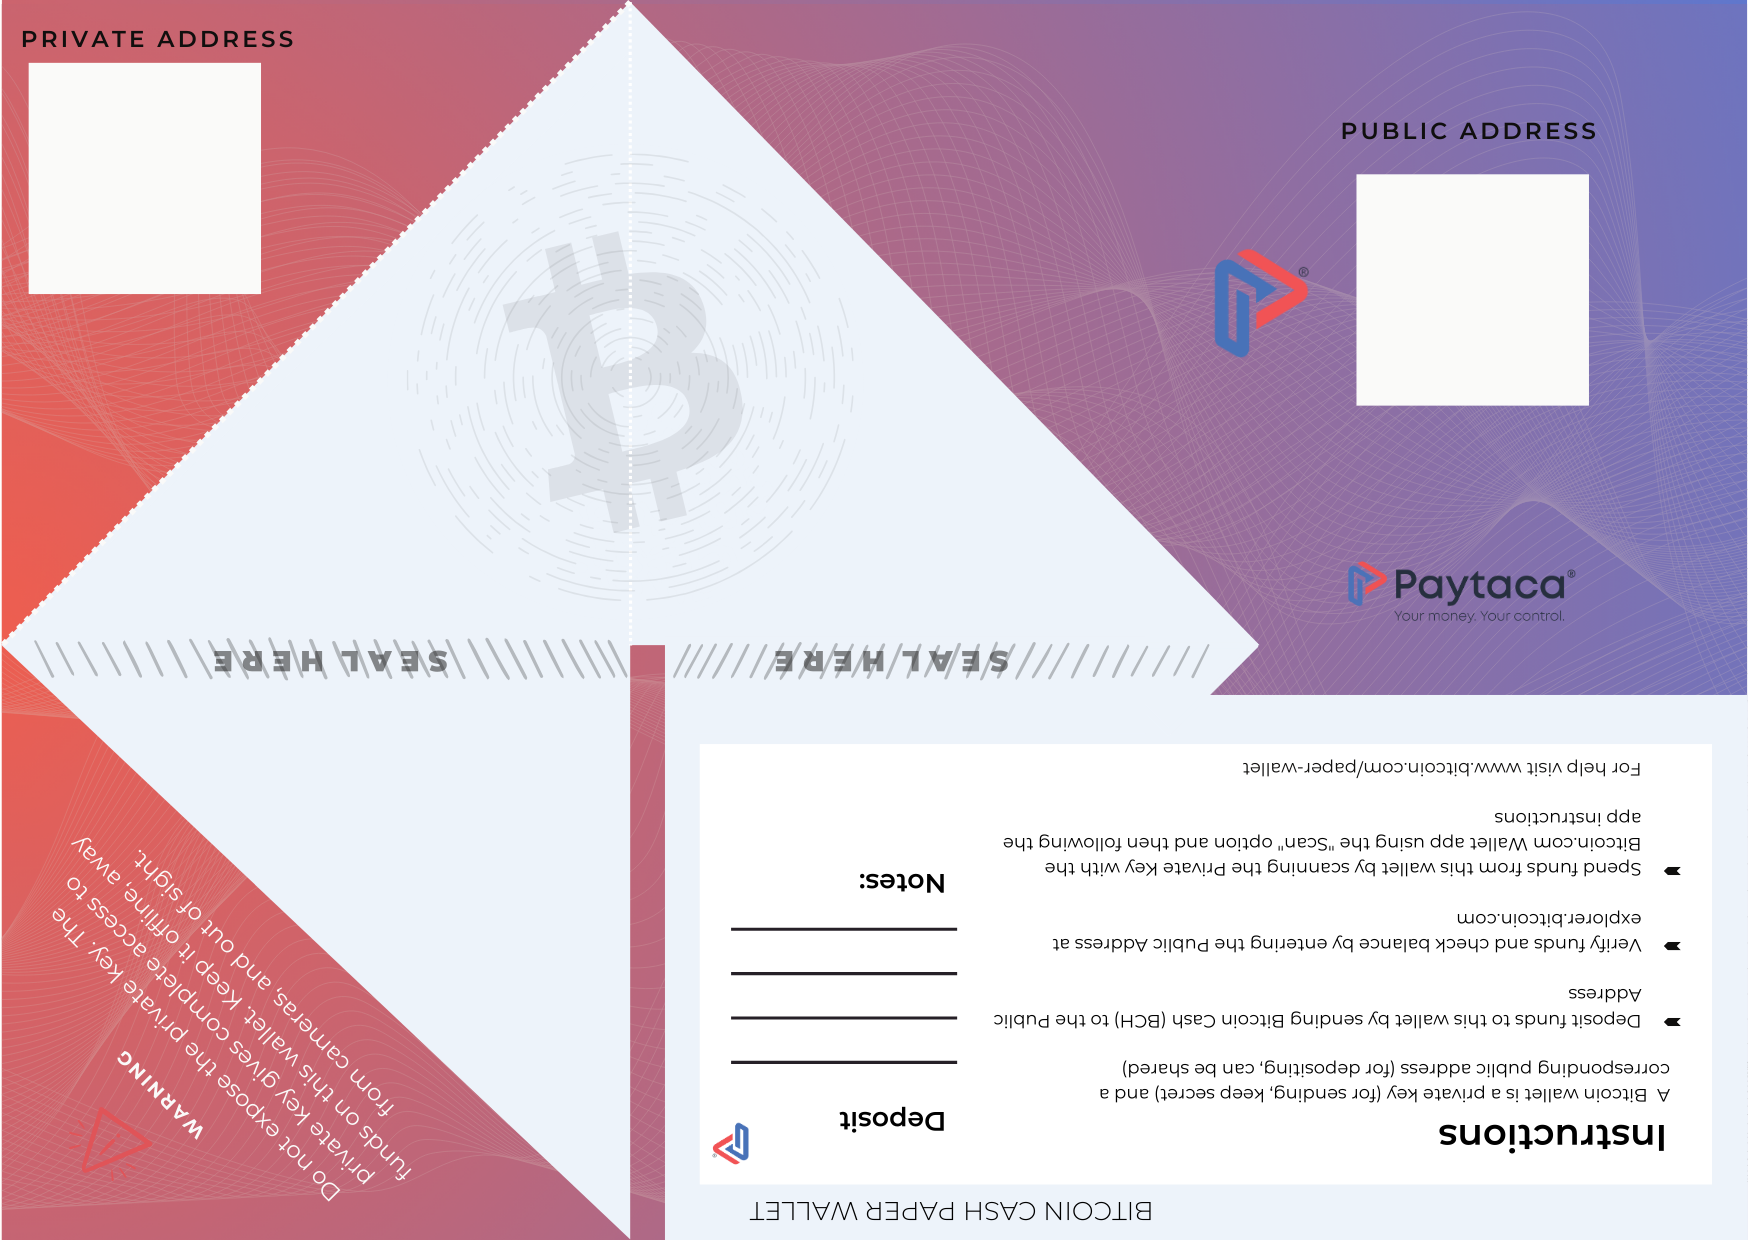 PRIVATE ADDRESS
PUBLIC ADDRESS
®
Paytaca®
Your money. Your control.
SEAL HERE
SEAL HERE
WARNING
Do not expose the private key. The
private key gives complete access to
funds on this wallet. Keep it offline, away
from cameras, and out of sight.
BITCOIN CASH PAPER WALLET
Instructions
A Bitcoin wallet is a private key (for sending, keep secret) and a
corresponding public address (for depositing, can be shared)
Deposit funds to this wallet by sending Bitcoin Cash (BCH) to the Public
Address
Verify funds and check balance by entering the Public Address at
explorer.bitcoin.com
Spend funds from this wallet by scanning the Private Key with the
Bitcoin.com Wallet app using the "Scan" option and then following the
app instructions
For help visit www.bitcoin.com/paper-wallet
Deposit
Notes:
®